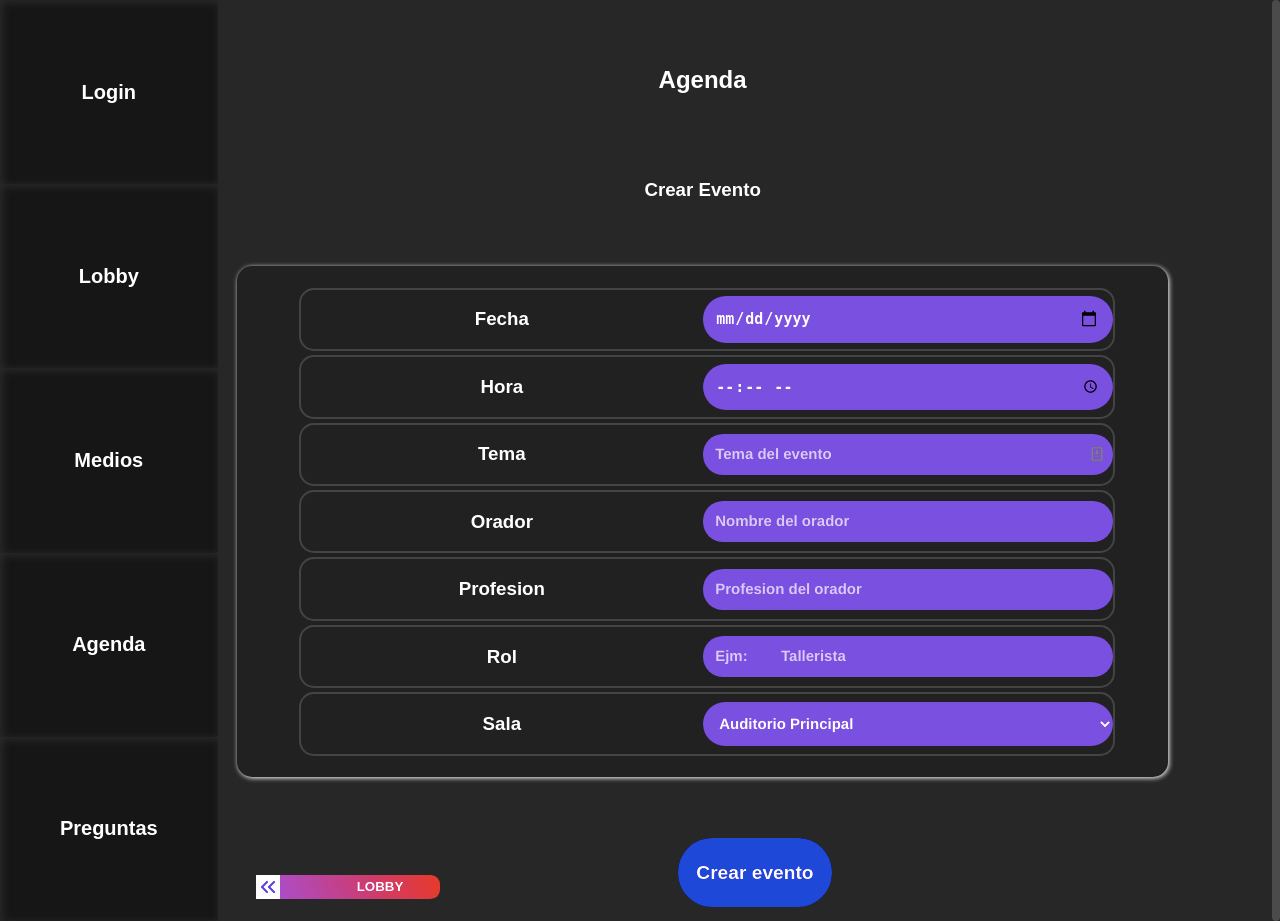 Login
Lobby
Medios
Agenda
Preguntas
Agenda
Crear Evento
Fecha mm/dd/yyyy
Hora --:-- --
Tema Tema del evento
Orador Nombre del orador
Profesion Profesion del orador
Rol Ejm: Tallerista
Sala Auditorio Principal
Crear evento
LOBBY